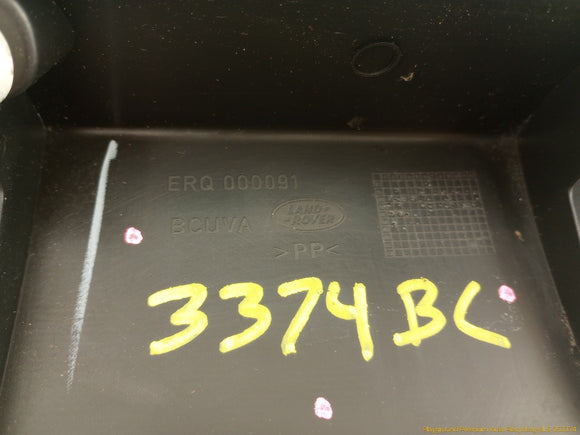 ERQ 000091
BCUVA LAND ROVER
>PP<
3374BC